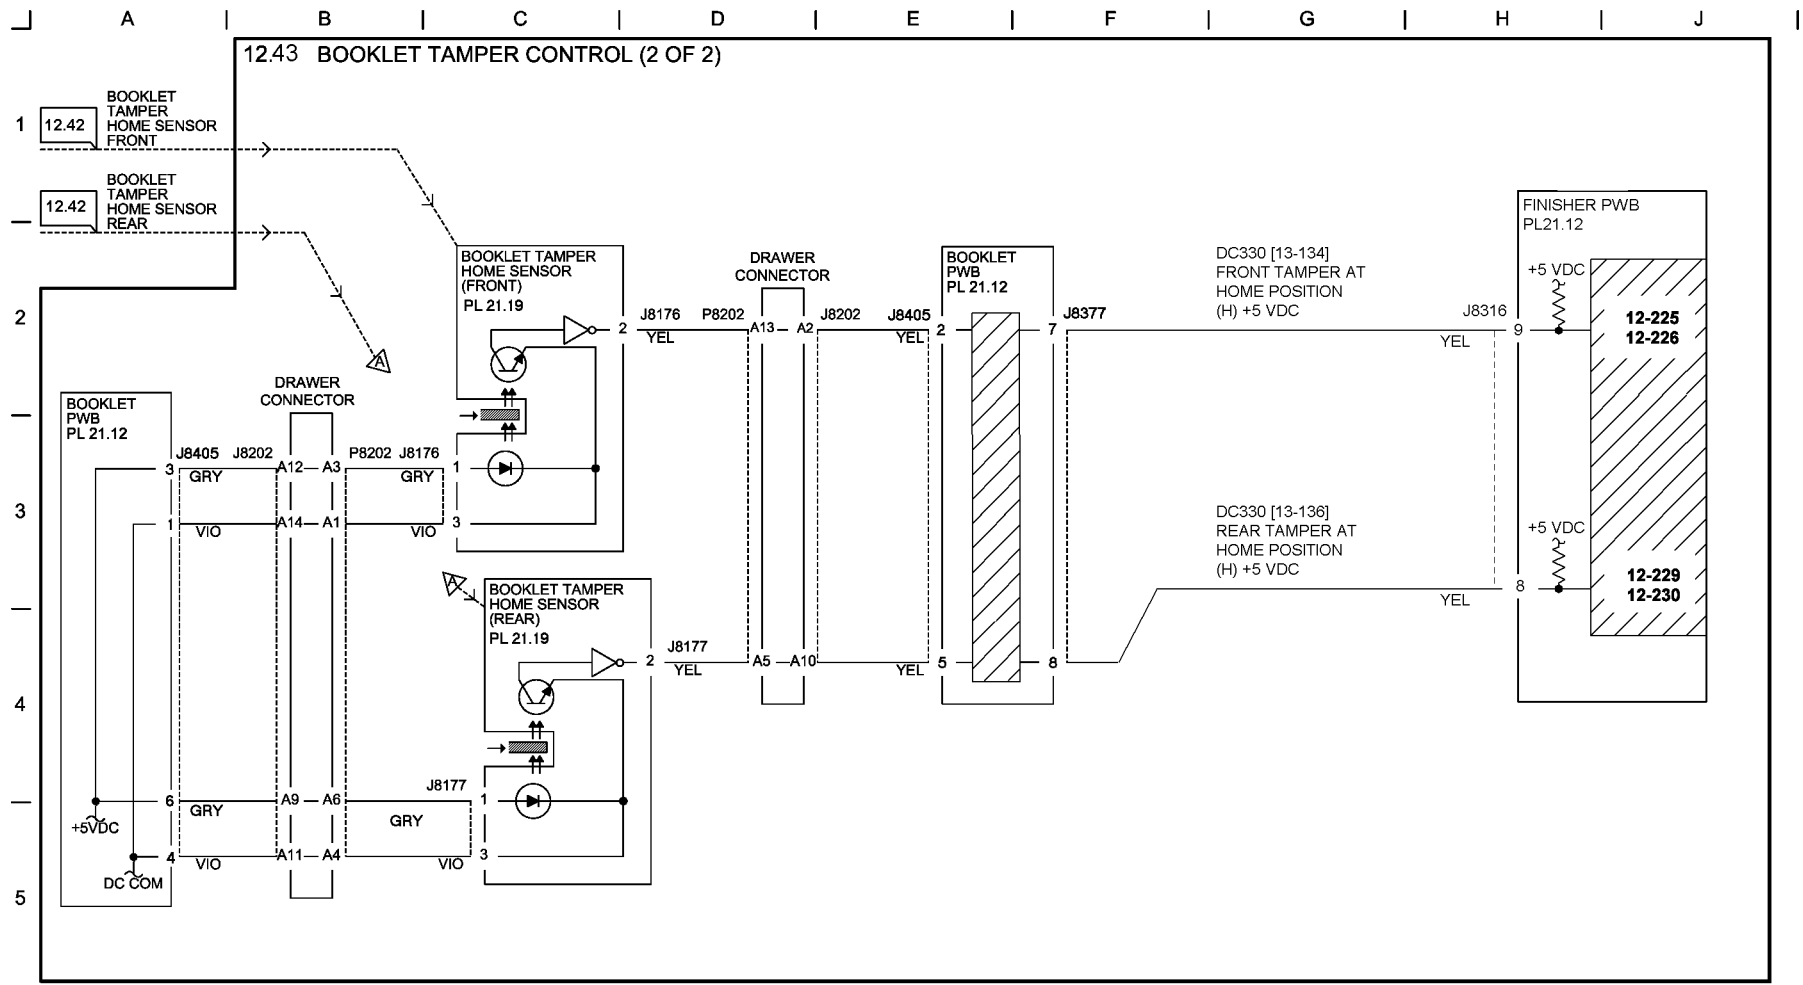 A B C D E F G H J
12.43 BOOKLET TAMPER CONTROL (2 OF 2)
1
12.42
BOOKLET
TAMPER
HOME SENSOR
FRONT
12.42
BOOKLET
TAMPER
HOME SENSOR
REAR
2
A
BOOKLET TAMPER
HOME SENSOR
(FRONT)
PL 21.19
2
J8176
YEL
P8202
DRAWER
CONNECTOR
A13 A2
J8202
J8405
YEL
BOOKLET
PWB
PL 21.12
2
7
J8377
DC330 [13-134]
FRONT TAMPER AT
HOME POSITION
(H) +5 VDC
J8316
YEL
9
FINISHER PWB
PL21.12
+5 VDC
12-225
12-226
BOOKLET
PWB
PL 21.12
DRAWER
CONNECTOR
3
3
J8405
GRY
J8202
A12 A3
P8202 J8176
GRY
1
1
VIO
A14 A1
VIO
3
DC330 [13-136]
REAR TAMPER AT
HOME POSITION
(H) +5 VDC
YEL
8
+5 VDC
12-229
12-230
A
BOOKLET TAMPER
HOME SENSOR
(REAR)
PL 21.19
4
2
J8177
YEL
A5 A10
YEL
5
8
J8177
6
GRY
A9 A6
GRY
1
+5VDC
4
VIO
A11 A4
VIO
3
DC COM
5